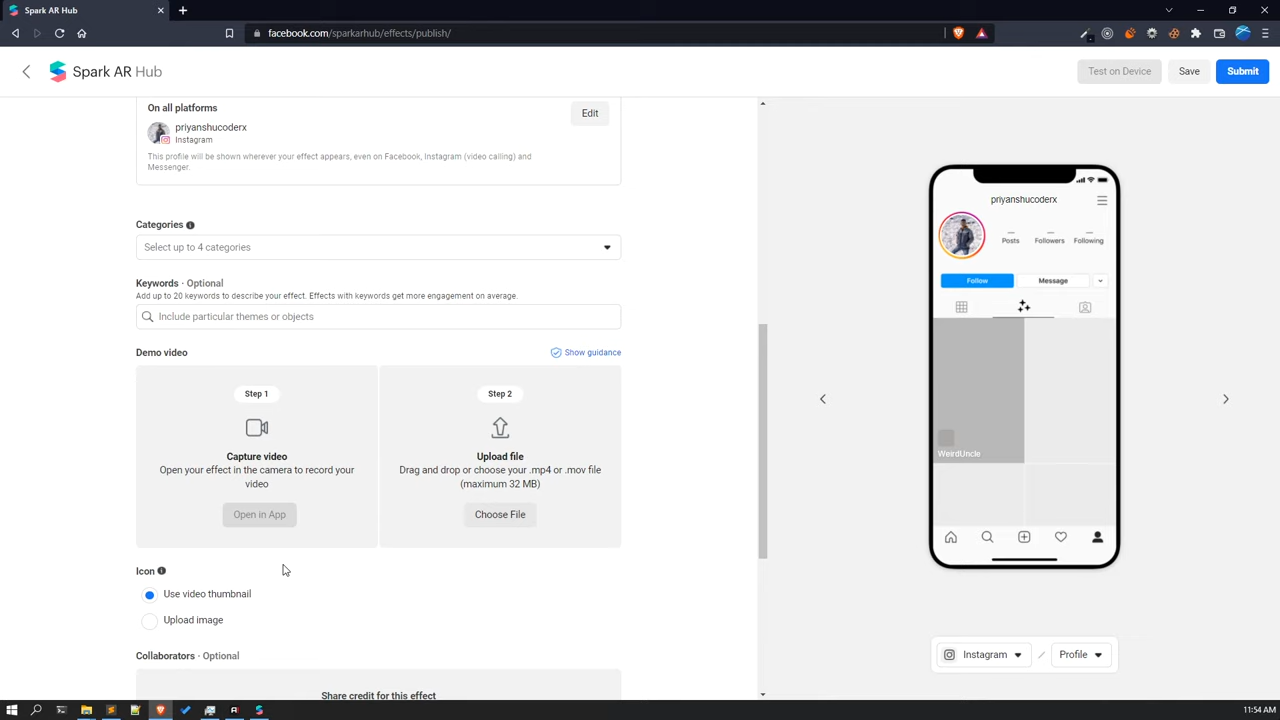 Spark AR Hub
facebook.com/sparkarhub/effects/publish/
Spark AR Hub
Test on Device
Save
Submit
On all platforms
Edit
priyanshucoderx
Instagram
This profile will be shown wherever your effect appears, even on Facebook, Instagram (video calling) and
Messenger.
Categories
Select up to 4 categories
Keywords · Optional
Add up to 20 keywords to describe your effect. Effects with keywords get more engagement on average.
Include particular themes or objects
Demo video
Show guidance
Step 1
Capture video
Open your effect in the camera to record your
video
Open in App
Step 2
Upload file
Drag and drop or choose your .mp4 or .mov file
(maximum 32 MB)
Choose File
Icon
Use video thumbnail
Upload image
Collaborators · Optional
Share credit for this effect
priyanshucoderx
Posts
Followers
Following
Follow
Message
WeirdUncle
Instagram
Profile
11:54 AM